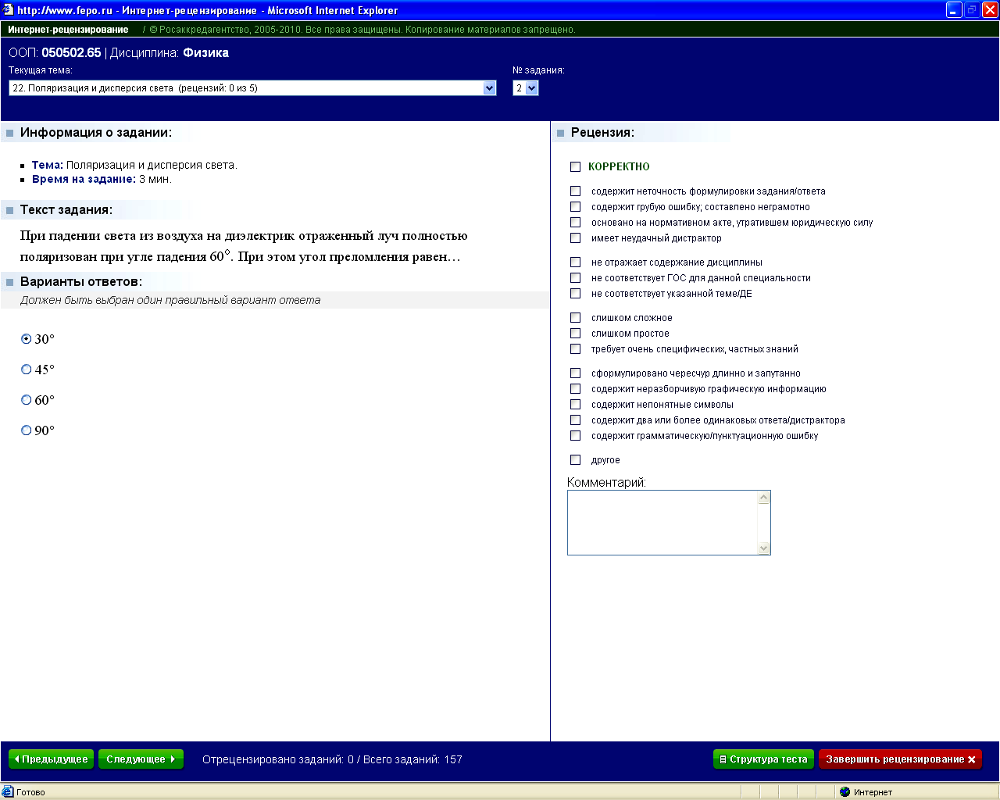 http://www.fepo.ru - Интернет-рецензирование - Microsoft Internet Explorer
Интернет-рецензирование / © Росаккредагентство, 2005-2010. Все права защищены. Копирование материалов запрещено.
ООП: 050502.65 | Дисциплина: Физика
Текущая тема: № задания:
22. Поляризация и дисперсия света (рецензий: 0 из 5) 2
Информация о задании:
Тема: Поляризация и дисперсия света.
Время на задание: 3 мин.
Текст задания:
При падении света из воздуха на диэлектрик отраженный луч полностью
поляризован при угле падения 60°. При этом угол преломления равен…
Варианты ответов:
Должен быть выбран один правильный вариант ответа
30°
45°
60°
90°
Рецензия:
КОРРЕКТНО
содержит неточность формулировки задания/ответа
содержит грубую ошибку; составлено неграмотно
основано на нормативном акте, утратившем юридическую силу
имеет неудачный дистрактор
не отражает содержание дисциплины
не соответствует ГОС для данной специальности
не соответствует указанной теме/ДЕ
слишком сложное
слишком простое
требует очень специфических, частных знаний
сформулировано чересчур длинно и запутанно
содержит неразборчивую графическую информацию
содержит непонятные символы
содержит два или более одинаковых ответа/дистрактора
содержит грамматическую/пунктуационную ошибку
другое
Комментарий:
Предыдущее Следующее Отрецензировано заданий: 0 / Всего заданий: 157 Структура теста Завершить рецензирование
Готово Интернет